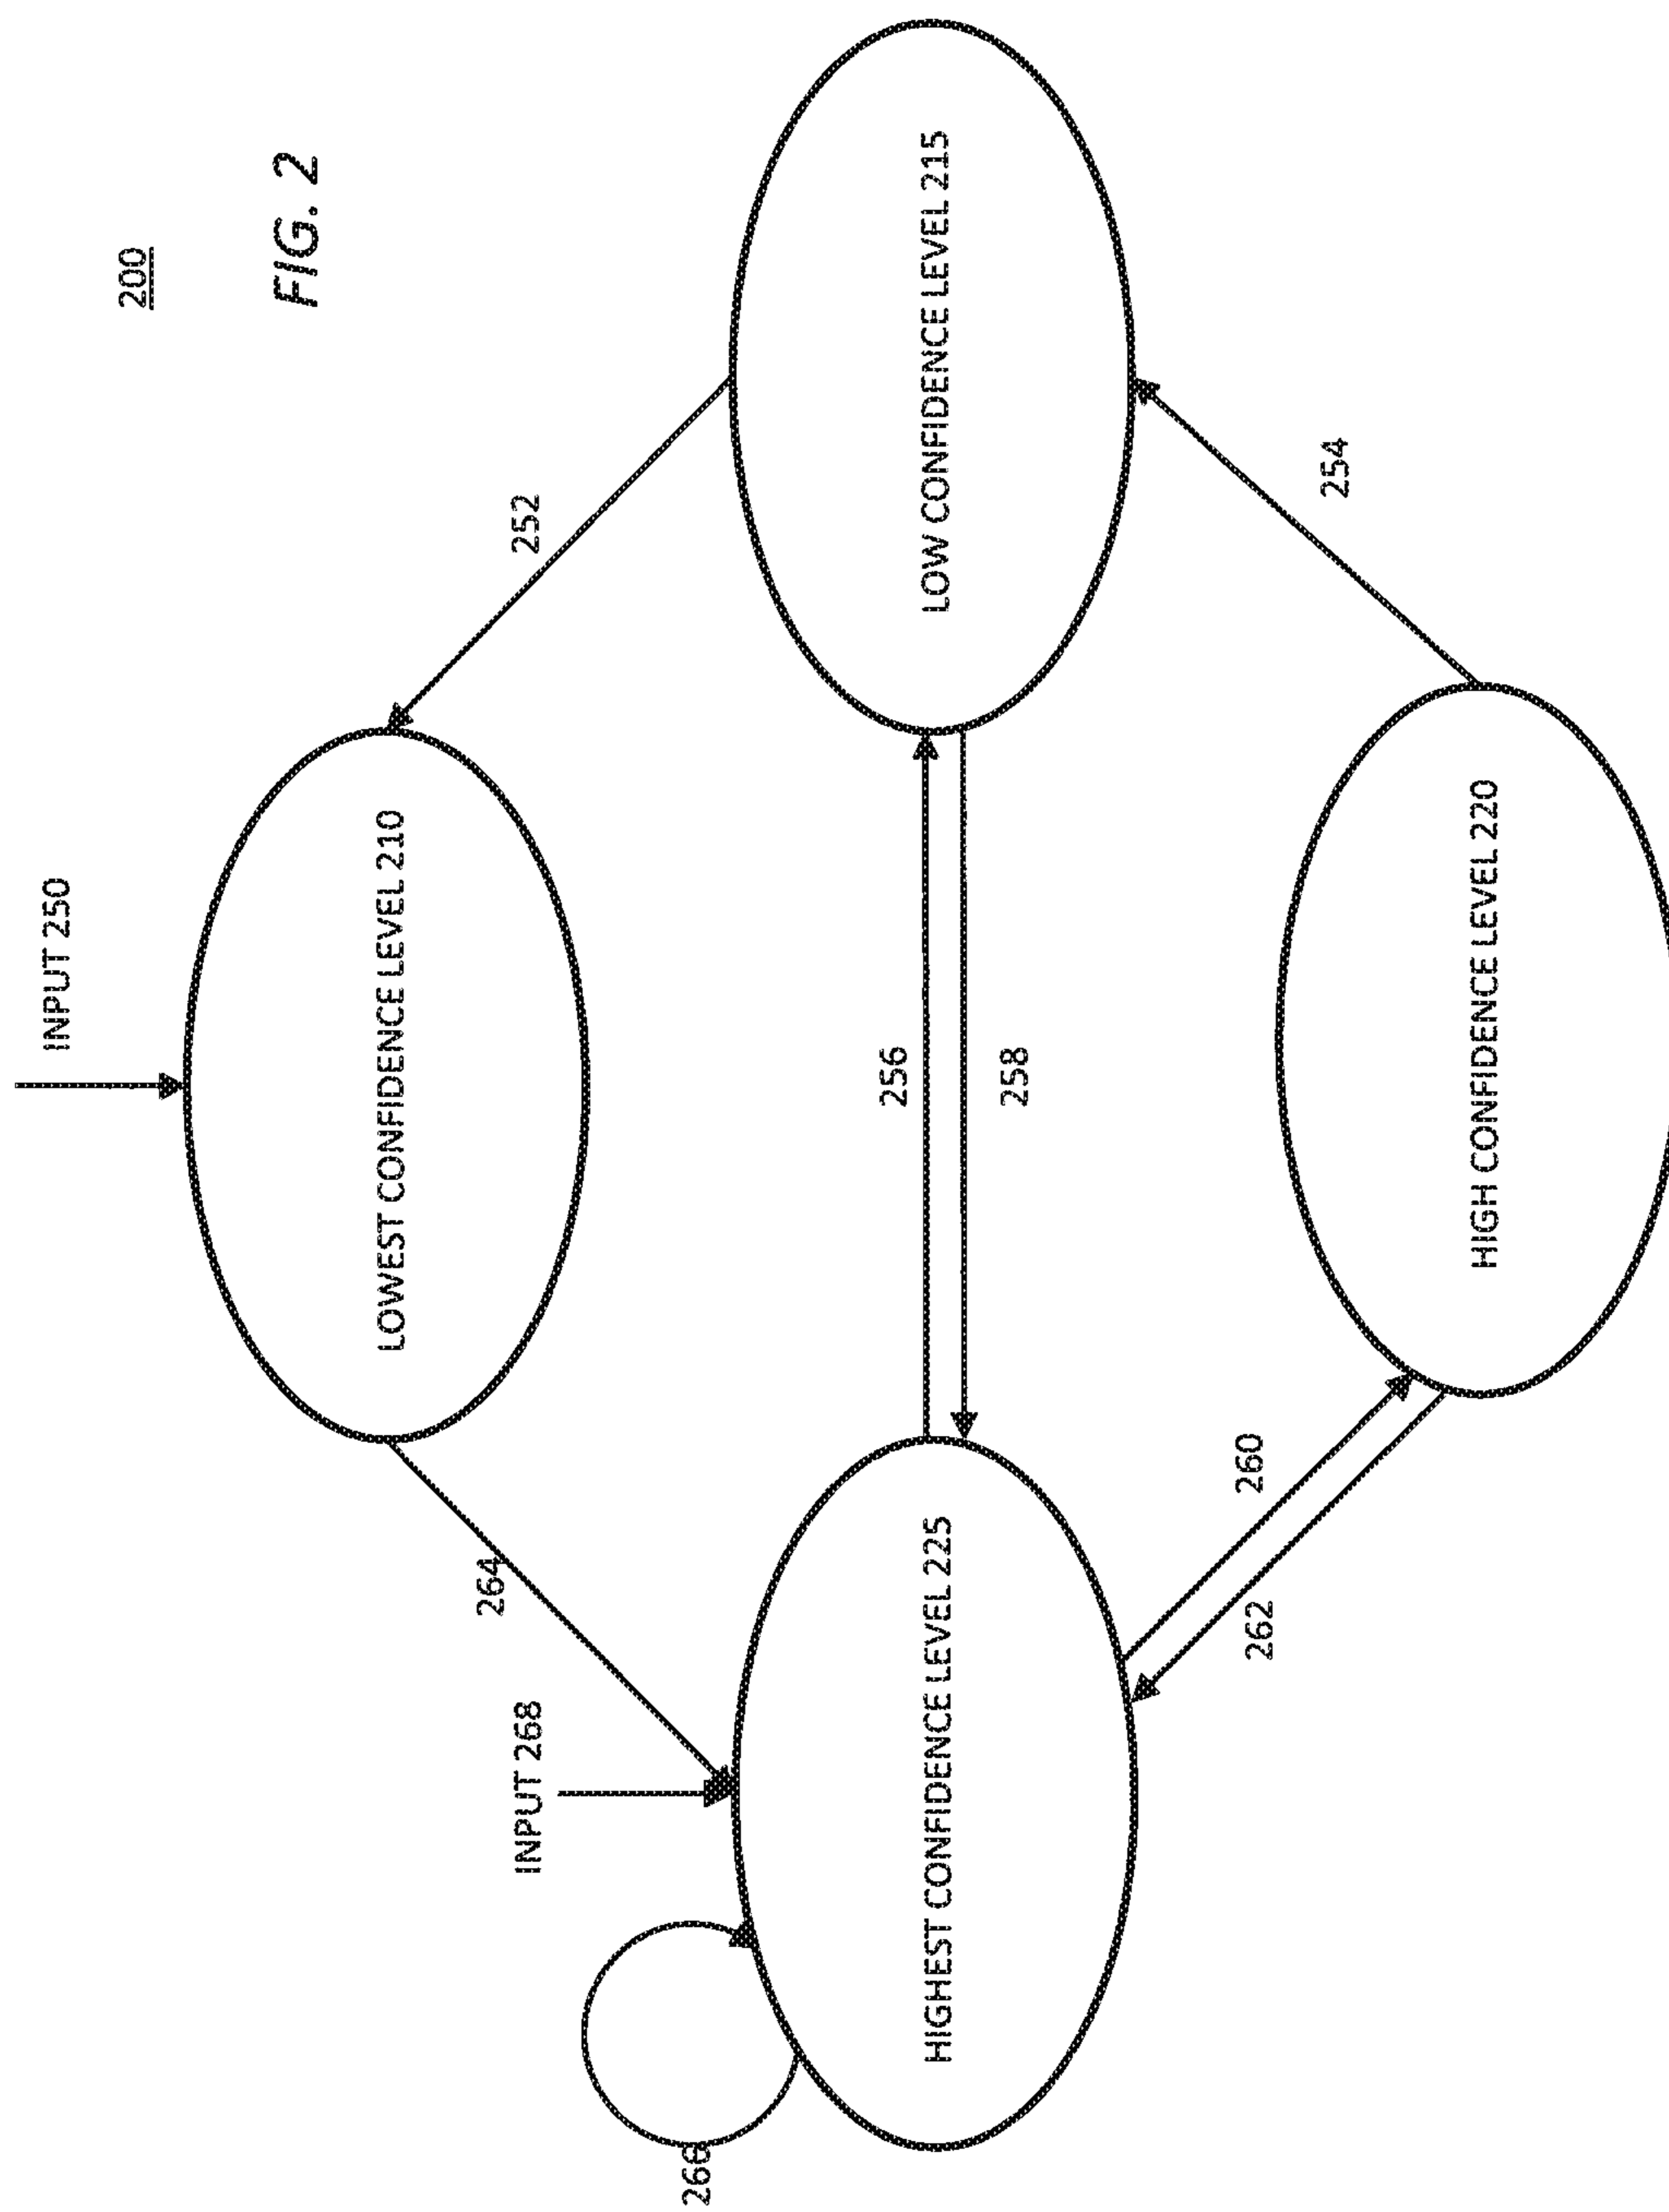 200
FIG. 2
INPUT 250
LOWEST CONFIDENCE LEVEL 210
252
264
INPUT 268
266
LOW CONFIDENCE LEVEL 215
256
258
HIGHEST CONFIDENCE LEVEL 225
254
260
262
HIGH CONFIDENCE LEVEL 220